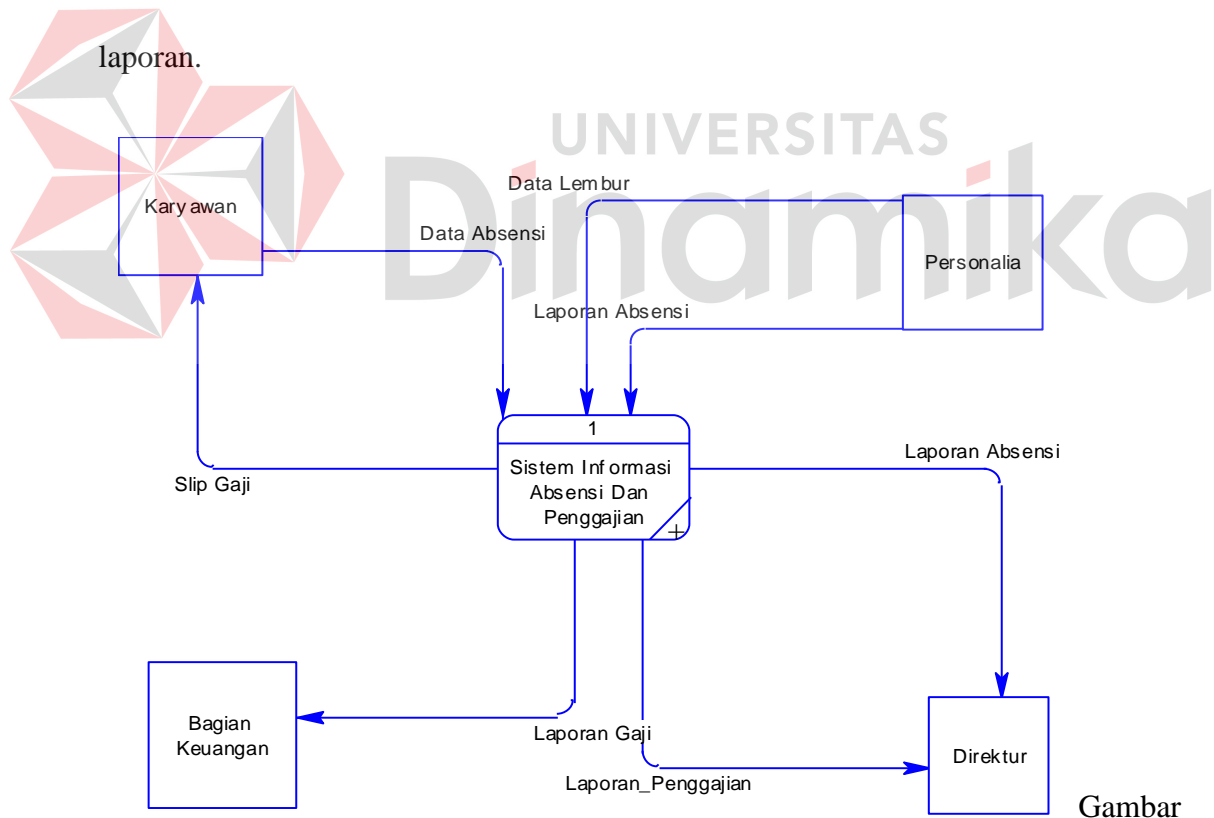 laporan.
UNIVERSITAS
Dinamika
Data Lembur
Karyawan
Data Absensi
Personalia
Laporan Absensi
1
Laporan Absensi
Sistem Informasi
Absensi Dan
Penggajian
Slip Gaji
Bagian
Keuangan
Laporan Gaji
Direktur
Laporan_Penggajian
Gambar